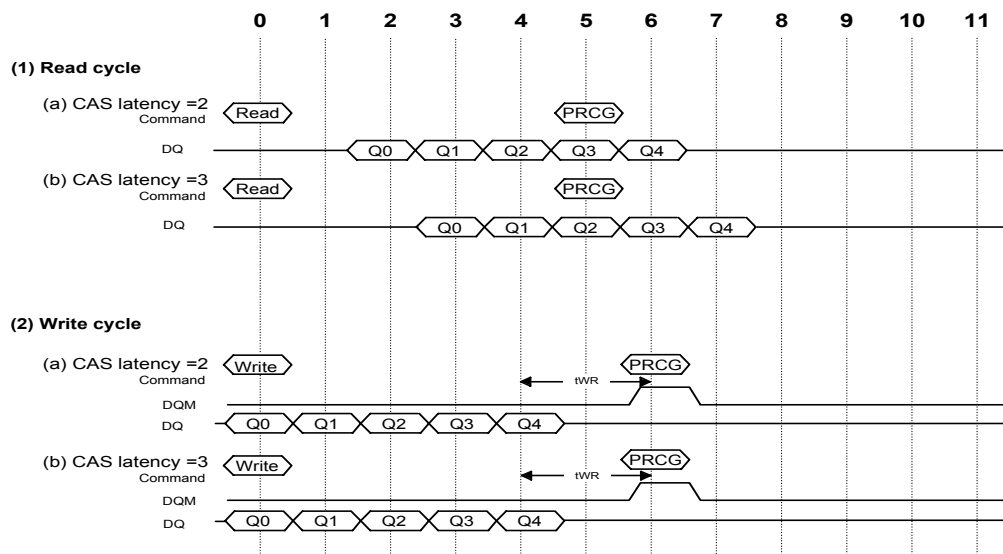 0 1 2 3 4 5 6 7 8 9 10 11
(1) Read cycle
(a) CAS latency =2
Command
Read PRCG
DQ
Q0 Q1 Q2 Q3 Q4
(b) CAS latency =3
Command
Read PRCG
DQ
Q0 Q1 Q2 Q3 Q4
(2) Write cycle
(a) CAS latency =2
Command
Write PRCG
tWR
DQM
DQ
Q0 Q1 Q2 Q3 Q4
(b) CAS latency =3
Command
Write PRCG
tWR
DQM
DQ
Q0 Q1 Q2 Q3 Q4